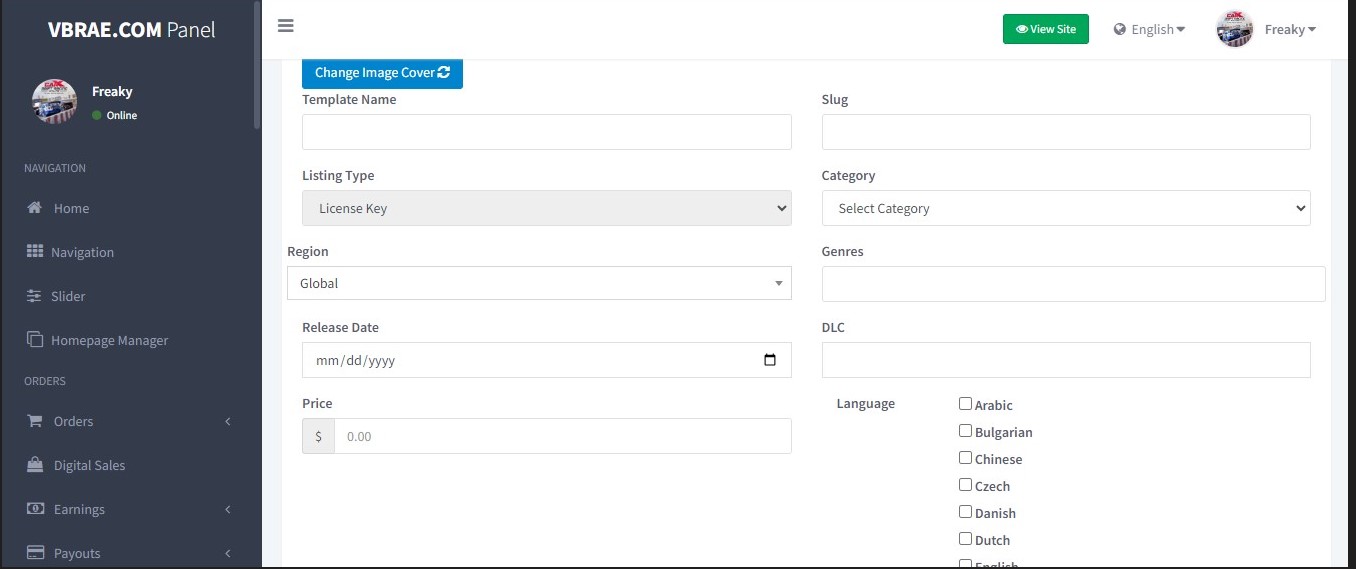 VBRAE.COM Panel
View Site
English
Freaky
Freaky
Online
NAVIGATION
Home
Navigation
Slider
Homepage Manager
ORDERS
Orders
Digital Sales
Earnings
Payouts
Change Image Cover
Template Name
Slug
Listing Type
Category
License Key
Select Category
Region
Genres
Global
Release Date
DLC
mm/dd/yyyy
Price
Language
$ 0.00
Arabic
Bulgarian
Chinese
Czech
Danish
Dutch
English